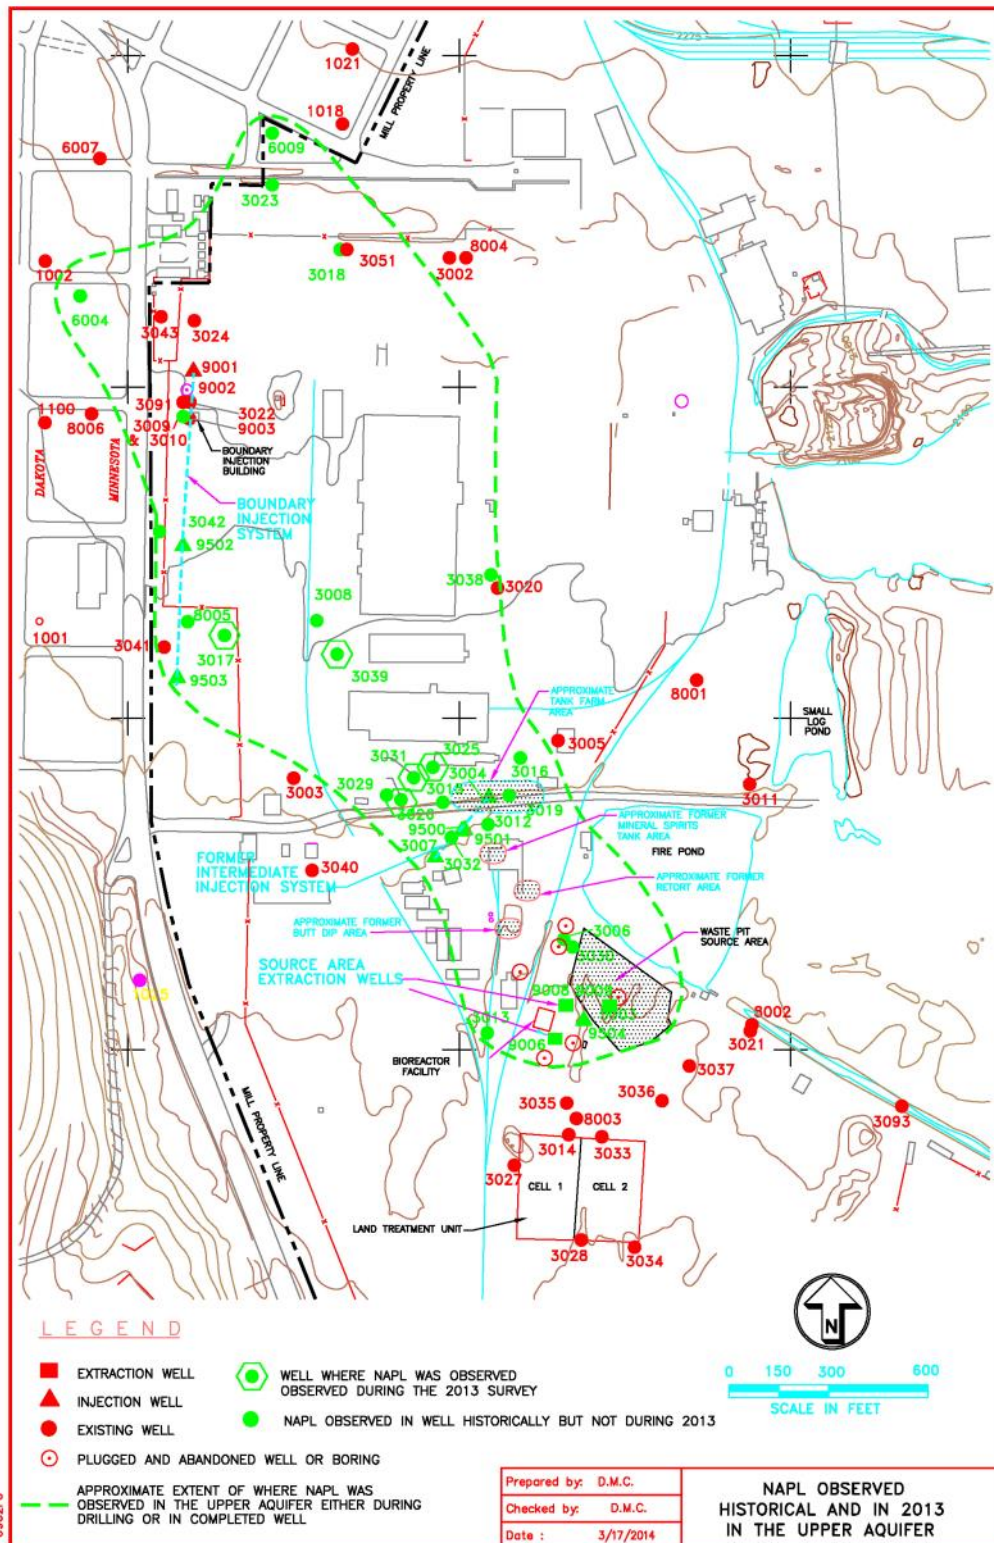 2275
1021
1018
MILL PROPERTY LINE
6009
6007
3023
3018
3051
3002
8004
1002
6004
3043
3024
9001
9002
3091
3022
3009
9003
3010
1100
8006
BOUNDARY
INJECTION
BUILDING
DAKOTA
MINNESOTA
&
BOUNDARY
INJECTION
SYSTEM
3042
9502
3038
3020
3008
8005
1001
3041
3017
3039
9503
8001
APPROXIMATE
TANK FARM
AREA
SMALL
LOG
POND
3005
3025
3031
3004
3016
3029
3003
3019
3011
3012
9500
9501
3007
3032
APPROXIMATE FORMER
MINERAL SPIRITS
TANK AREA
FIRE POND
FORMER
INTERMEDIATE
INJECTION SYSTEM
3040
APPROXIMATE FORMER
RETORT AREA
APPROXIMATE FORMER
BUTT DIP AREA
3006
3030
WASTE PIT
SOURCE AREA
SOURCE AREA
EXTRACTION WELLS
9008
3013
9504
9006
BIOREACTOR
FACILITY
8002
3021
3037
3036
3035
8003
3014
3033
3093
3027
CELL 1
CELL 2
LAND TREATMENT UNIT
3028
3034
MILL PROPERTY LINE
N
LEGEND
EXTRACTION WELL
INJECTION WELL
EXISTING WELL
PLUGGED AND ABANDONED WELL OR BORING
WELL WHERE NAPL WAS OBSERVED
OBSERVED DURING THE 2013 SURVEY
NAPL OBSERVED IN WELL HISTORICALLY BUT NOT DURING 2013
APPROXIMATE EXTENT OF WHERE NAPL WAS
OBSERVED IN THE UPPER AQUIFER EITHER DURING
DRILLING OR IN COMPLETED WELL
0 150 300 600
SCALE IN FEET
Prepared by: D.M.C.
Checked by: D.M.C.
Date : 3/17/2014
NAPL OBSERVED
HISTORICAL AND IN 2013
IN THE UPPER AQUIFER